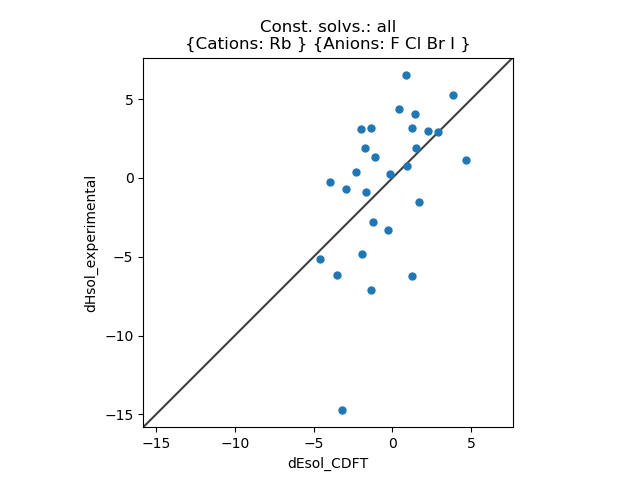 Const. solvs.: all
{Cations: Rb } {Anions: F Cl Br I }
5
0
−5
−10
−15
dHsol_experimental
−15
−10
−5
0
5
dEsol_CDFT